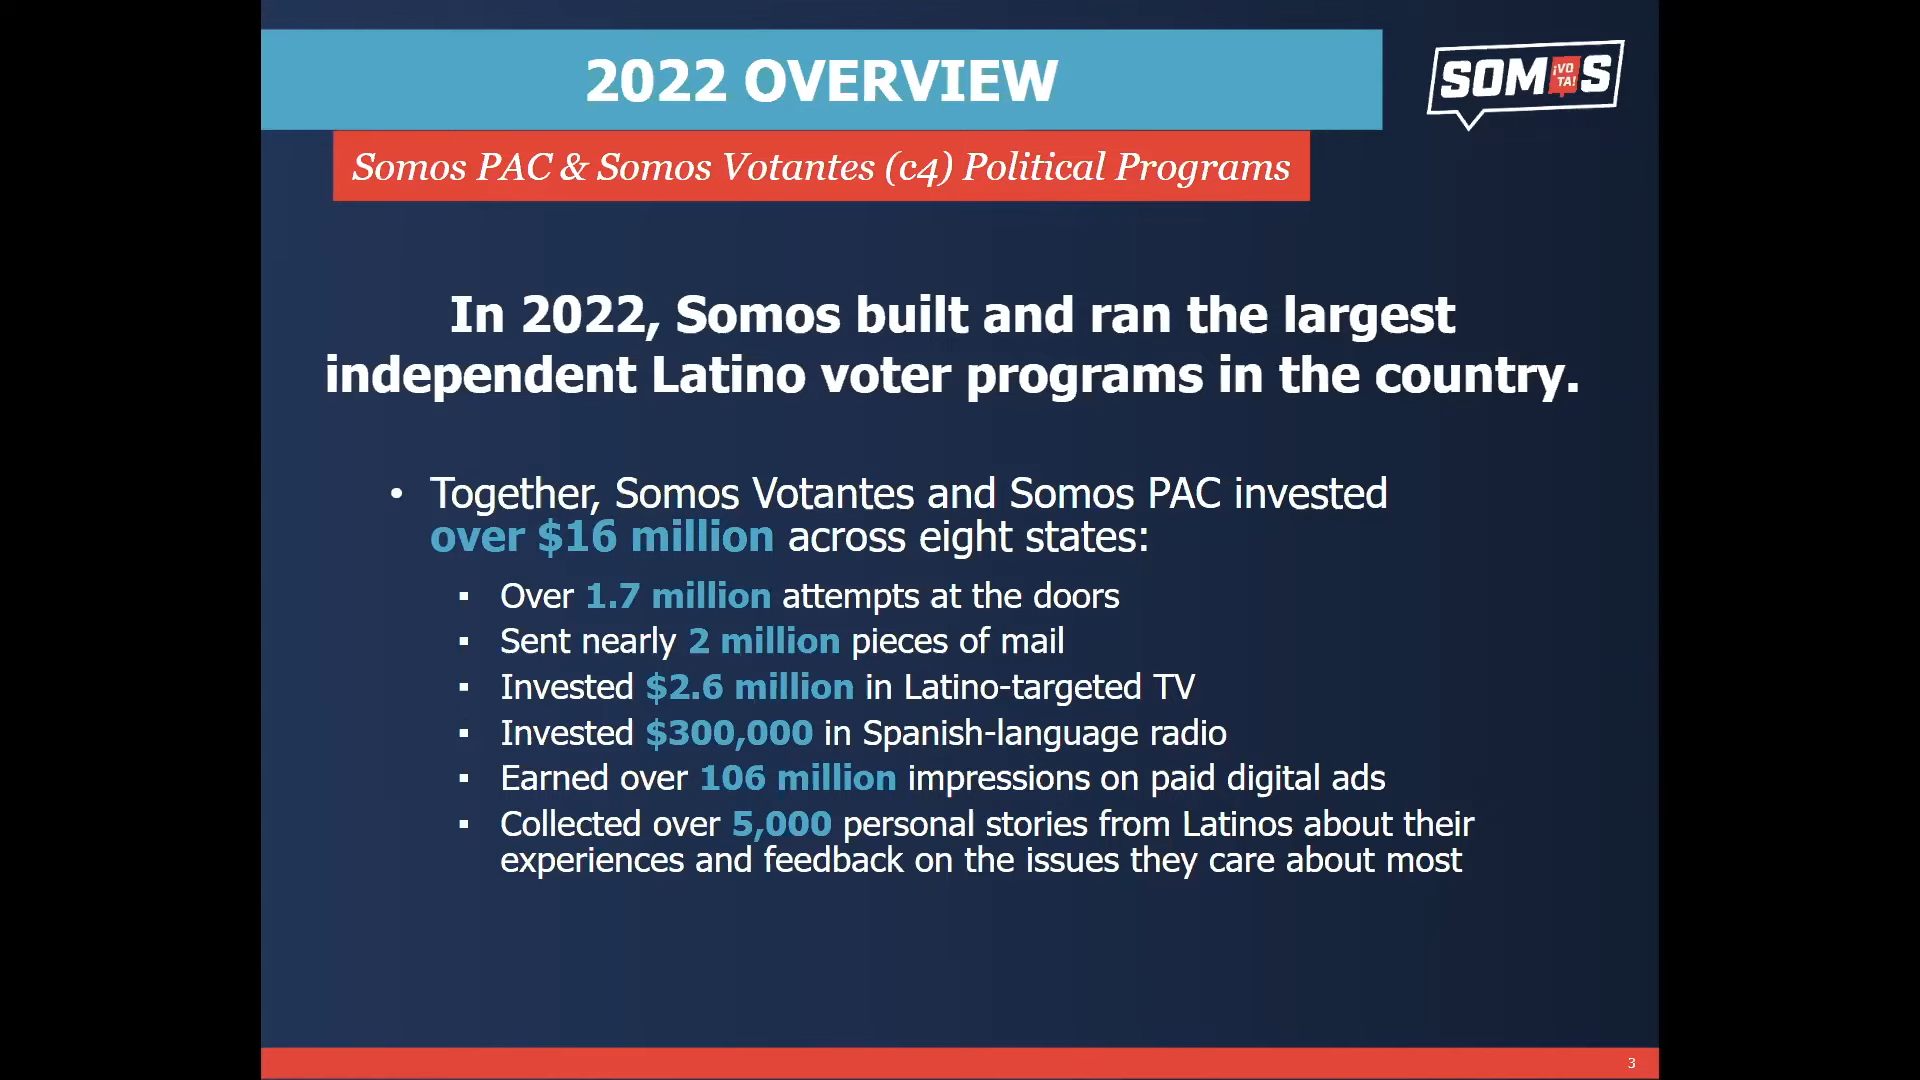 2022 OVERVIEW
SOMOS
¡VO
TA!
Somos PAC & Somos Votantes (c4) Political Programs
In 2022, Somos built and ran the largest
independent Latino voter programs in the country.
• Together, Somos Votantes and Somos PAC invested
over $16 million across eight states:
▪ Over 1.7 million attempts at the doors
▪ Sent nearly 2 million pieces of mail
▪ Invested $2.6 million in Latino-targeted TV
▪ Invested $300,000 in Spanish-language radio
▪ Earned over 106 million impressions on paid digital ads
▪ Collected over 5,000 personal stories from Latinos about their
experiences and feedback on the issues they care about most
3